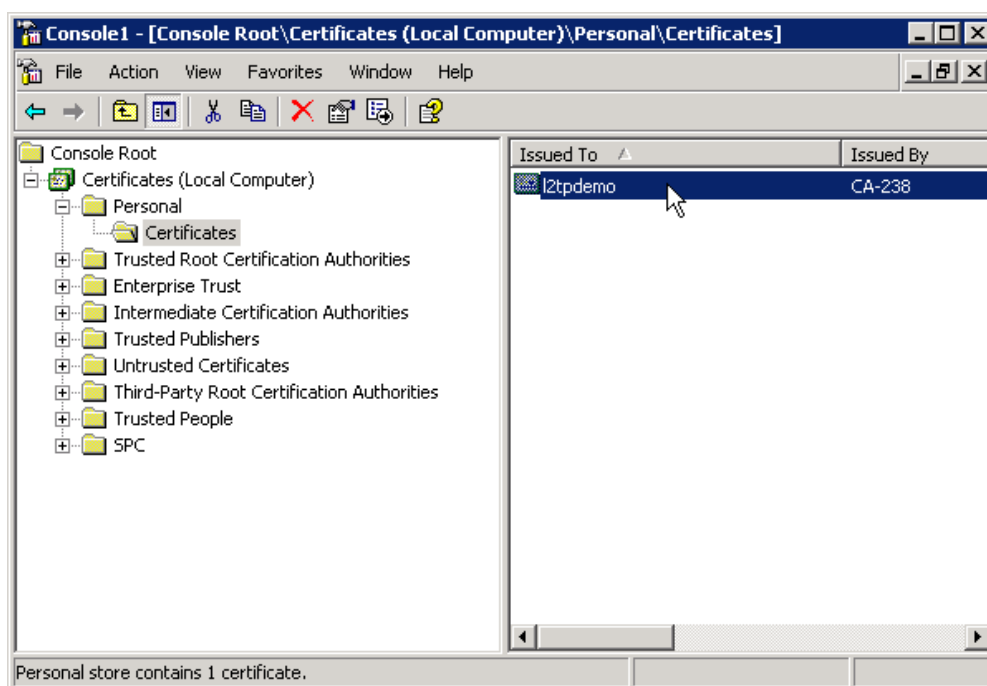 Console1 - [Console Root\Certificates (Local Computer)\Personal\Certificates]
File Action View Favorites Window Help
Console Root
Certificates (Local Computer)
Personal
Certificates
Trusted Root Certification Authorities
Enterprise Trust
Intermediate Certification Authorities
Trusted Publishers
Untrusted Certificates
Third-Party Root Certification Authorities
Trusted People
SPC
Issued To Issued By
l2tpdemo CA-238
Personal store contains 1 certificate.